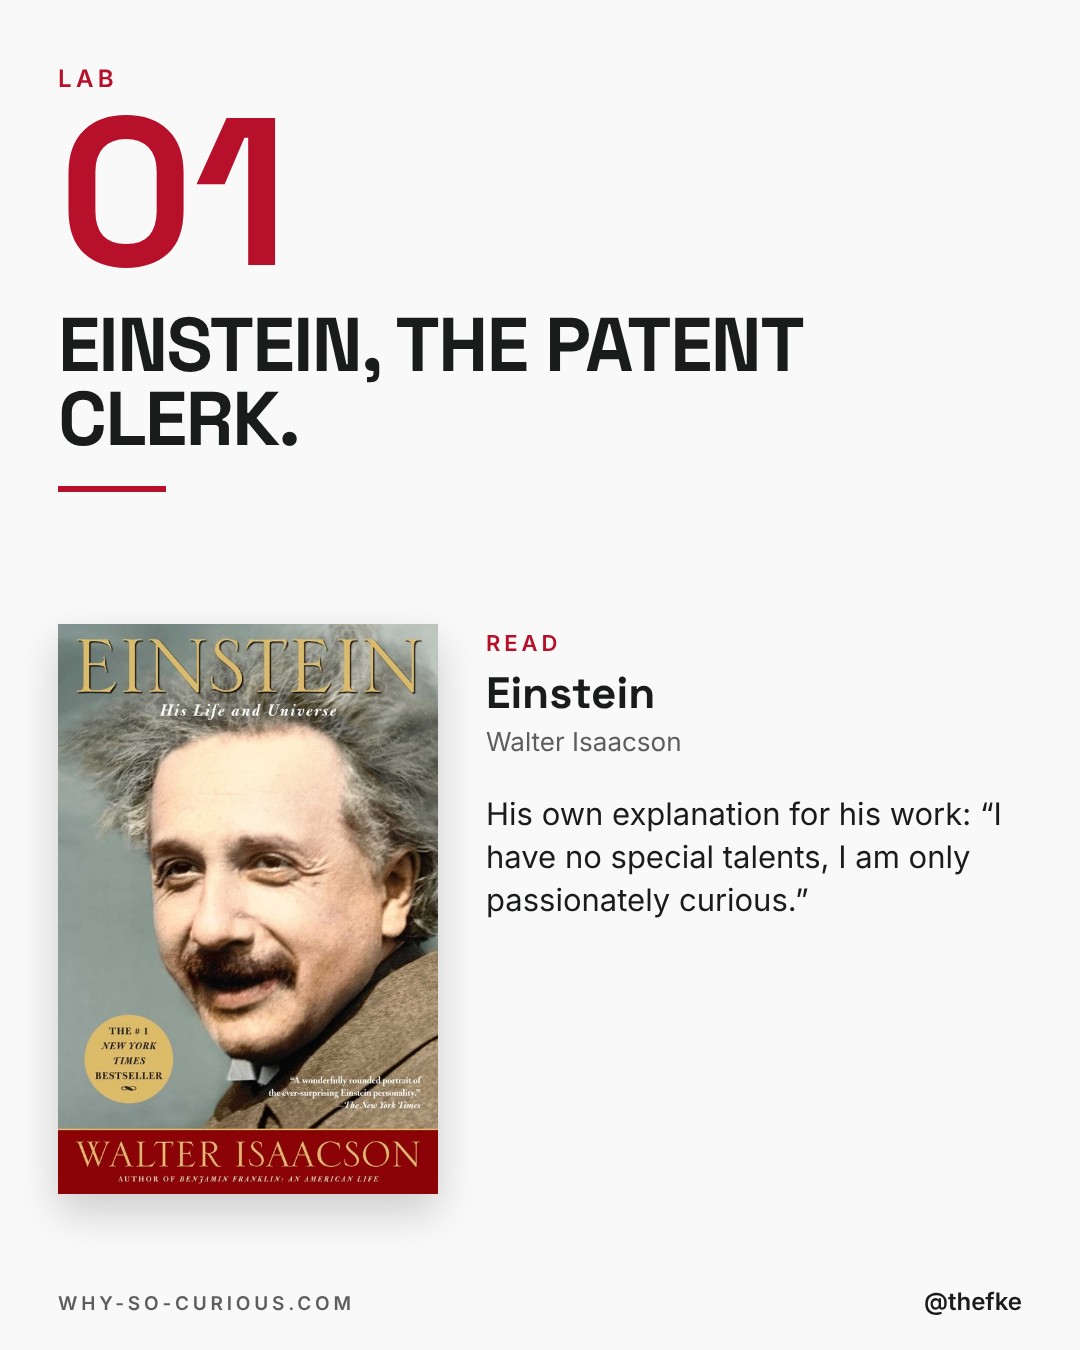 LAB
01
EINSTEIN, THE PATENT
CLERK.
EINSTEIN
His Life and Universe
THE #1
NEW YORK
TIMES
BESTSELLER
“A wonderfully rounded portrait of
the ever-surprising Einstein personality.”
—The New York Times
WALTER ISAACSON
AUTHOR OF BENJAMIN FRANKLIN: AN AMERICAN LIFE
READ
Einstein
Walter Isaacson
His own explanation for his work: “I
have no special talents, I am only
passionately curious.”
WHY-SO-CURIOUS.COM
@thefke